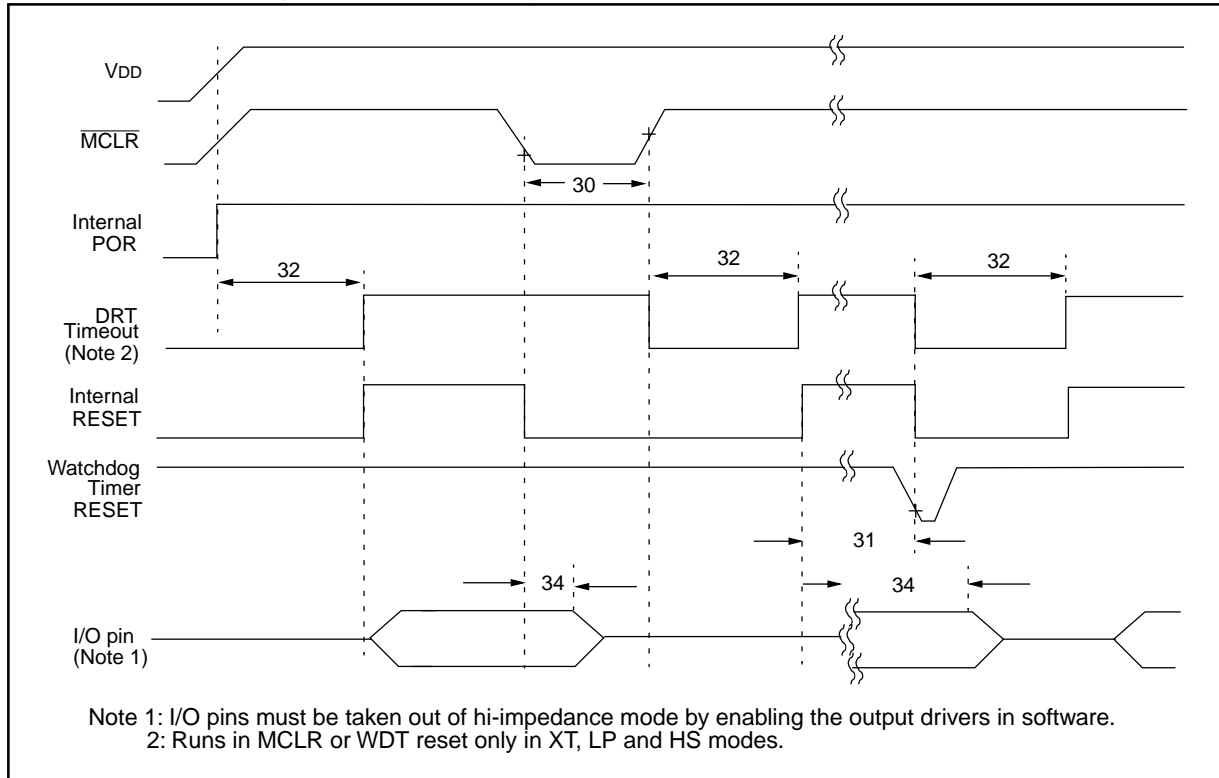 VDD
MCLR
30
Internal
POR
32
32
32
DRT
Timeout
(Note 2)
Internal
RESET
Watchdog
Timer
RESET
31
34
34
I/O pin
(Note 1)
Note 1: I/O pins must be taken out of hi-impedance mode by enabling the output drivers in software.
2: Runs in MCLR or WDT reset only in XT, LP and HS modes.